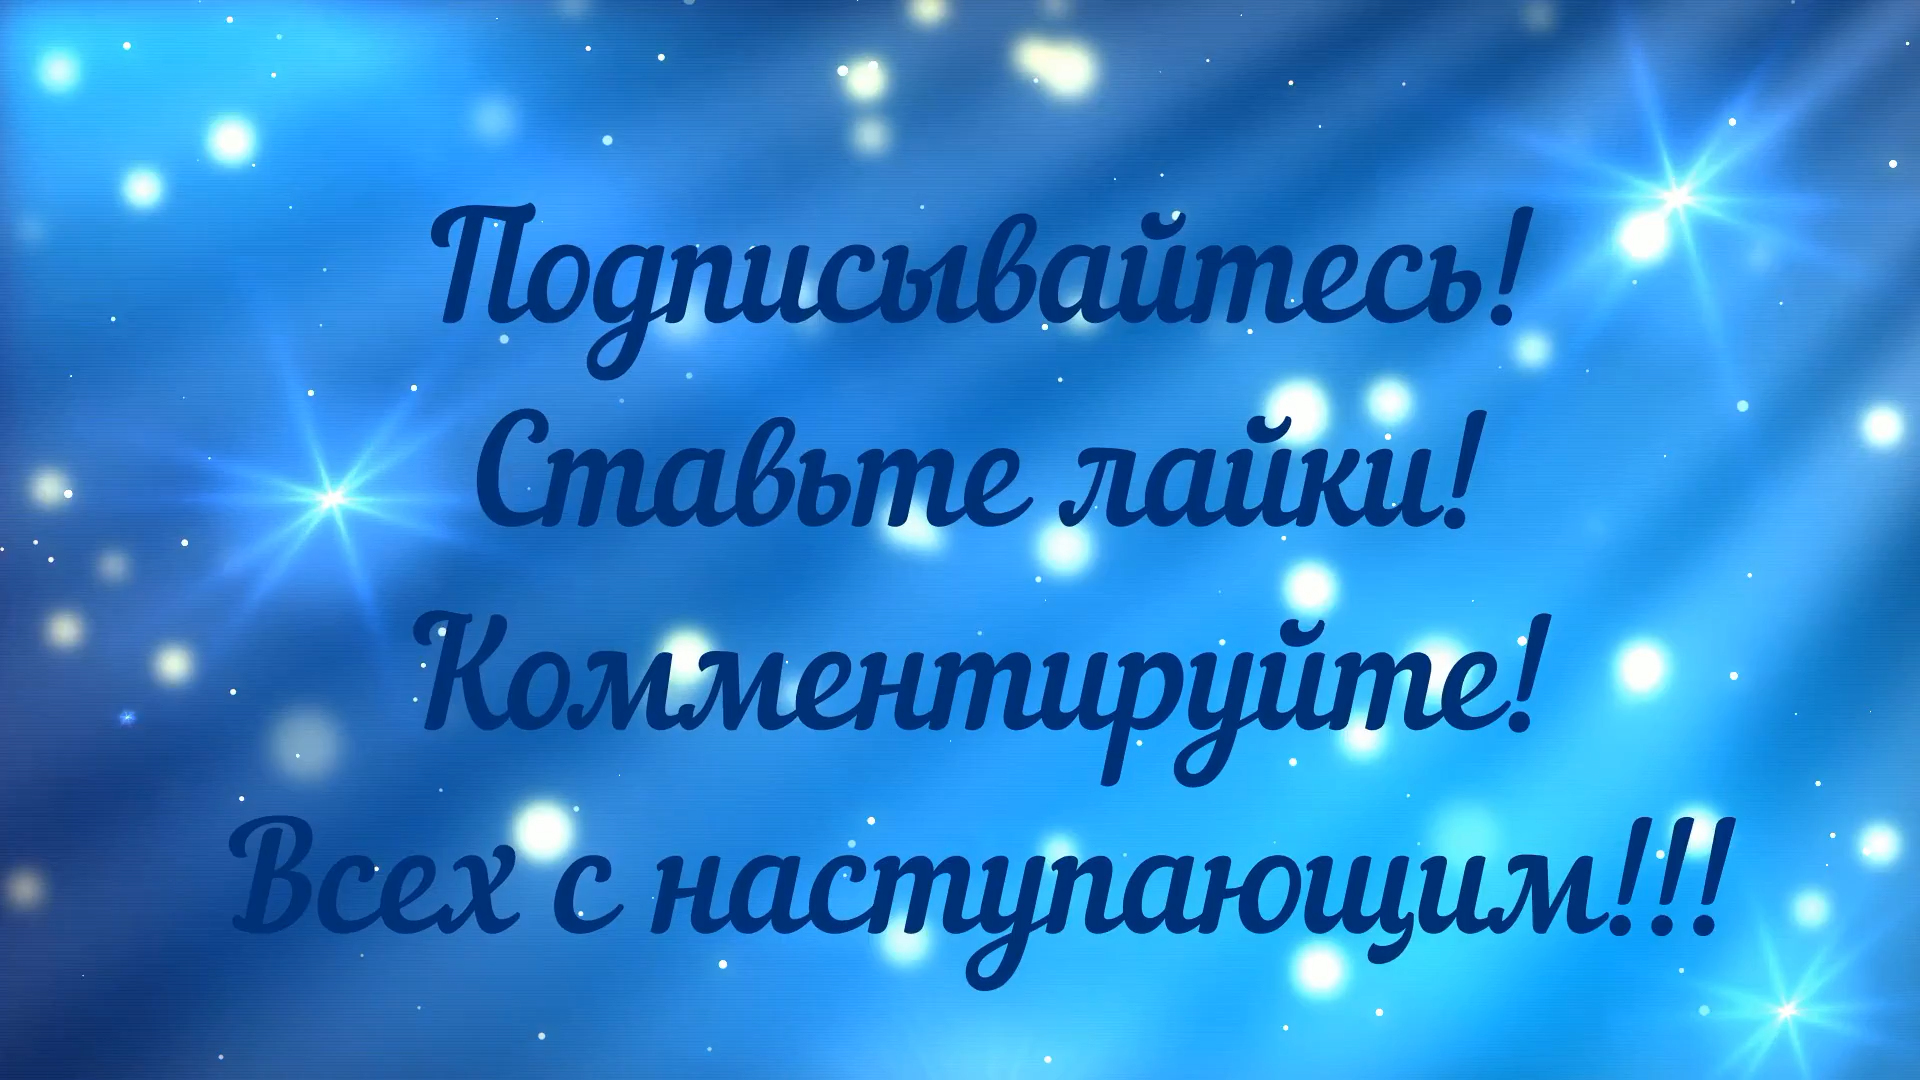 Подписывайтесь!
Ставьте лайки!
Комментируйте!
Всех с наступающим!!!